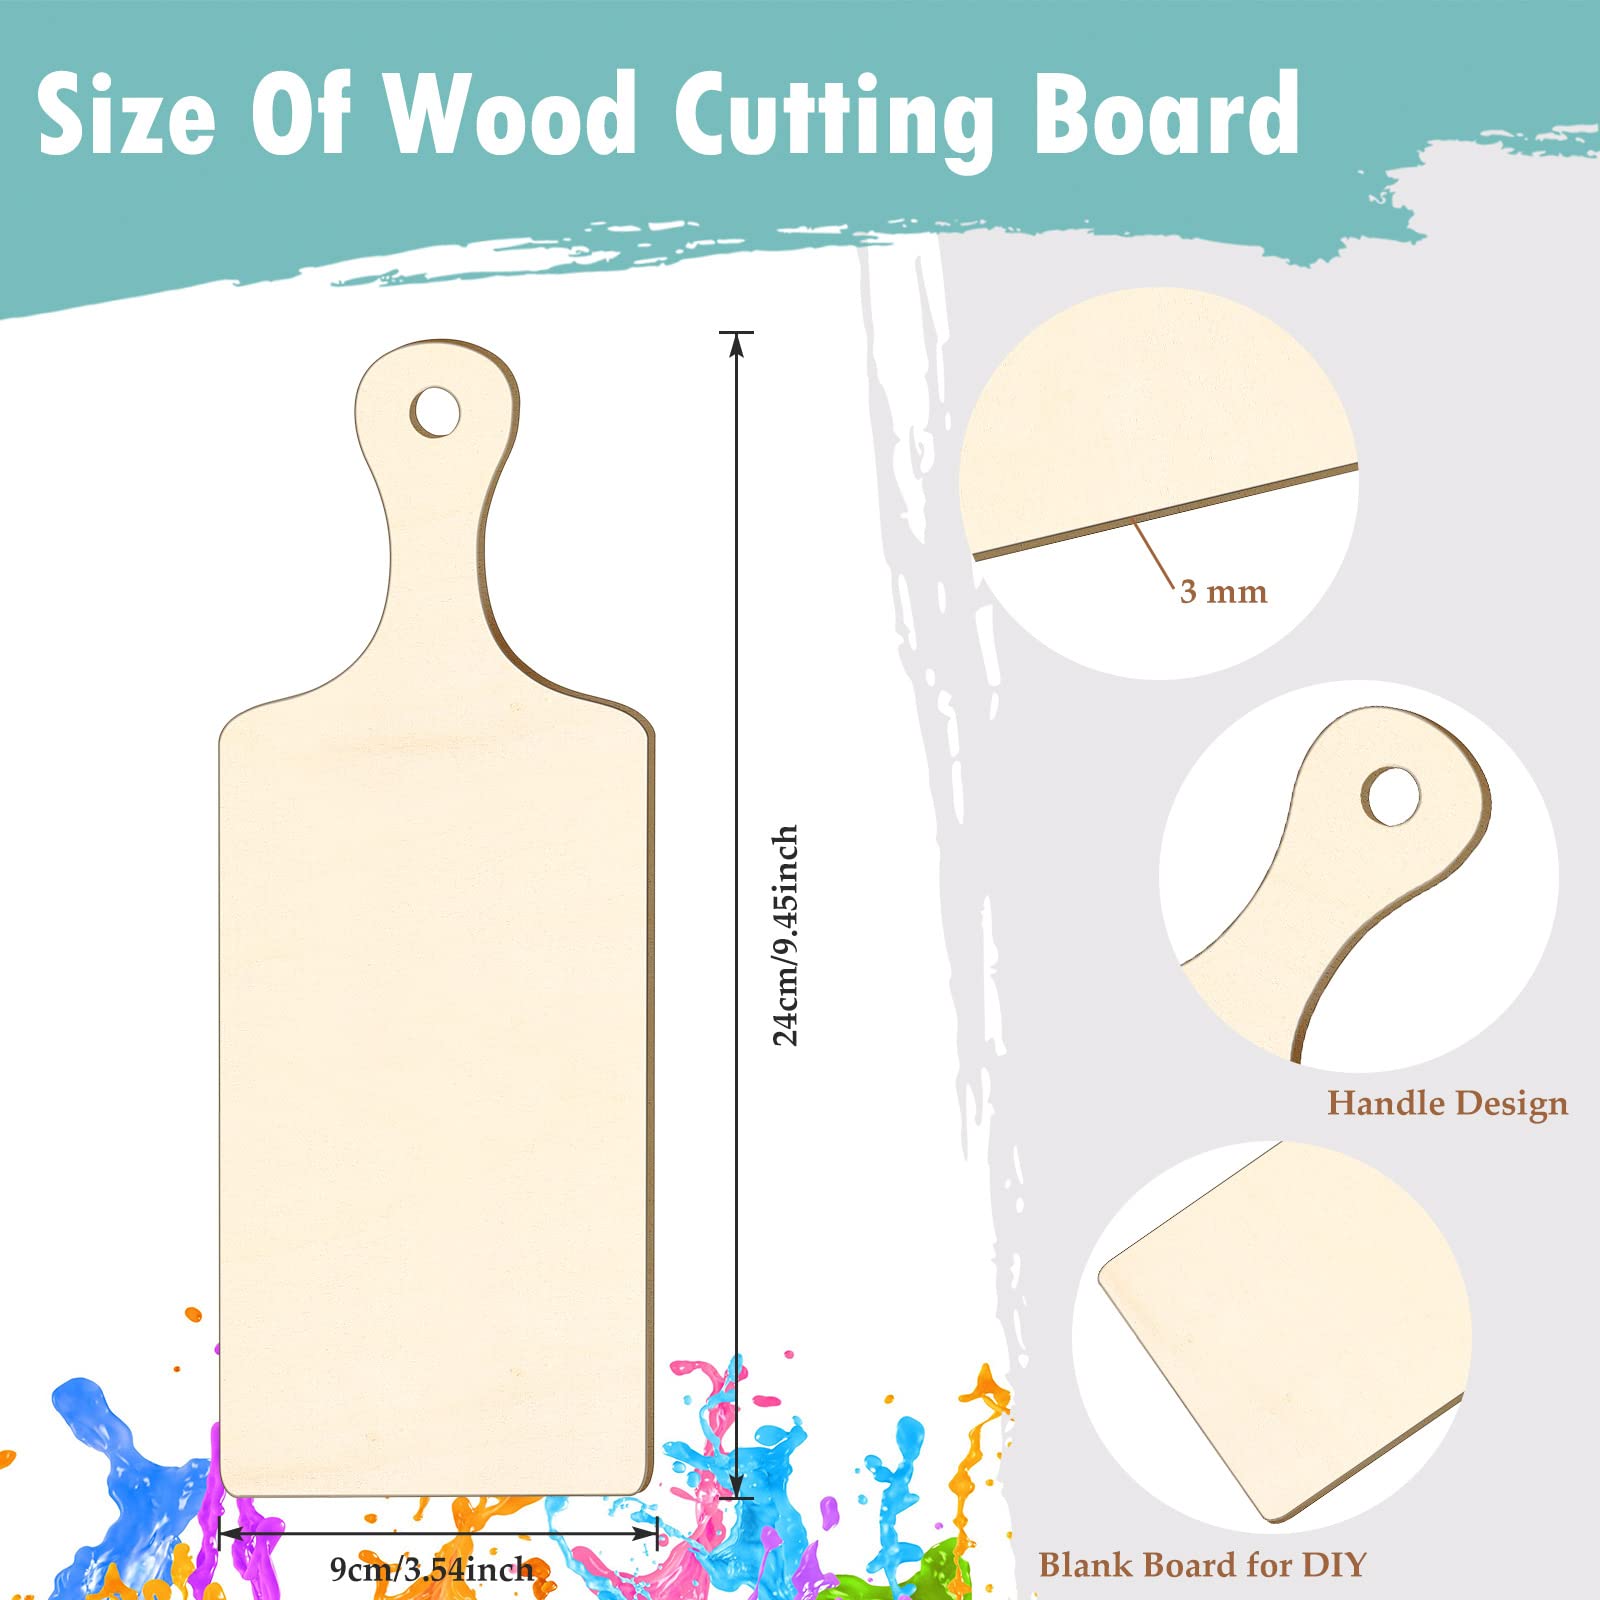 Size Of Wood Cutting Board
3 mm
24cm/9.45inch
Handle Design
9cm/3.54inch
Blank Board for DIY